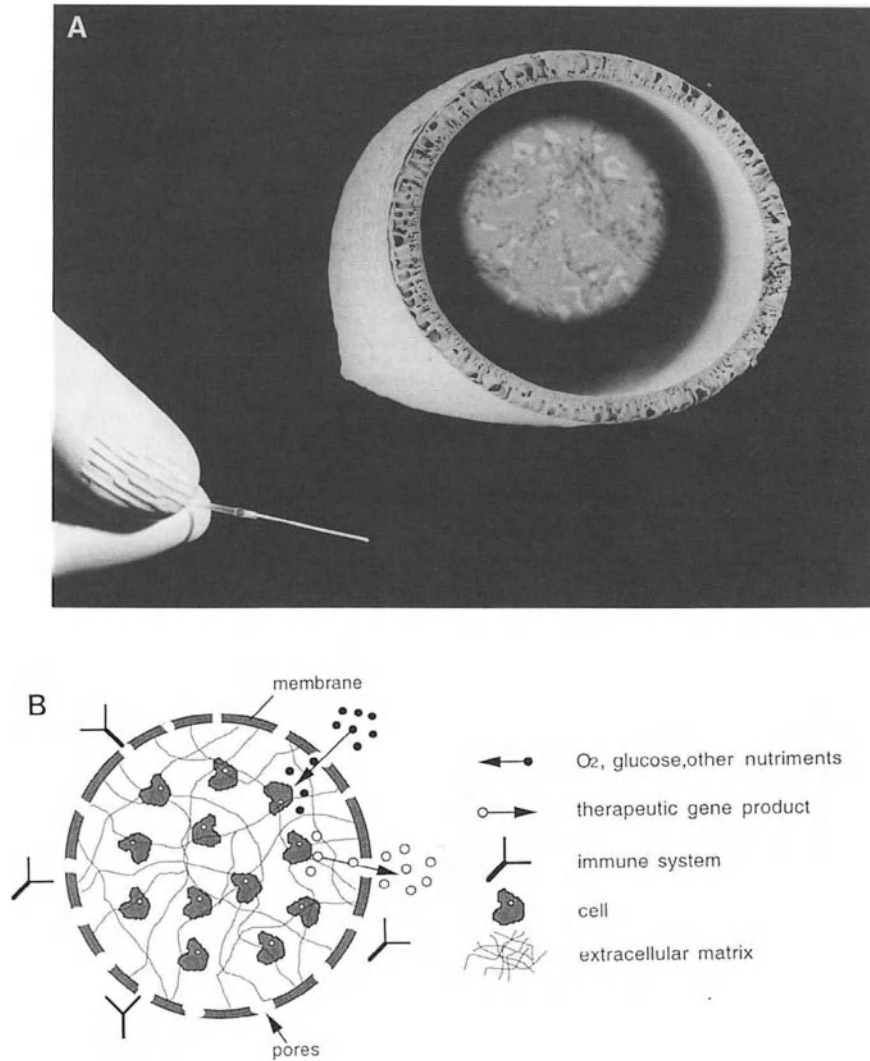 A
B
membrane
pores
O2, glucose,other nutriments
therapeutic gene product
immune system
cell
extracellular matrix